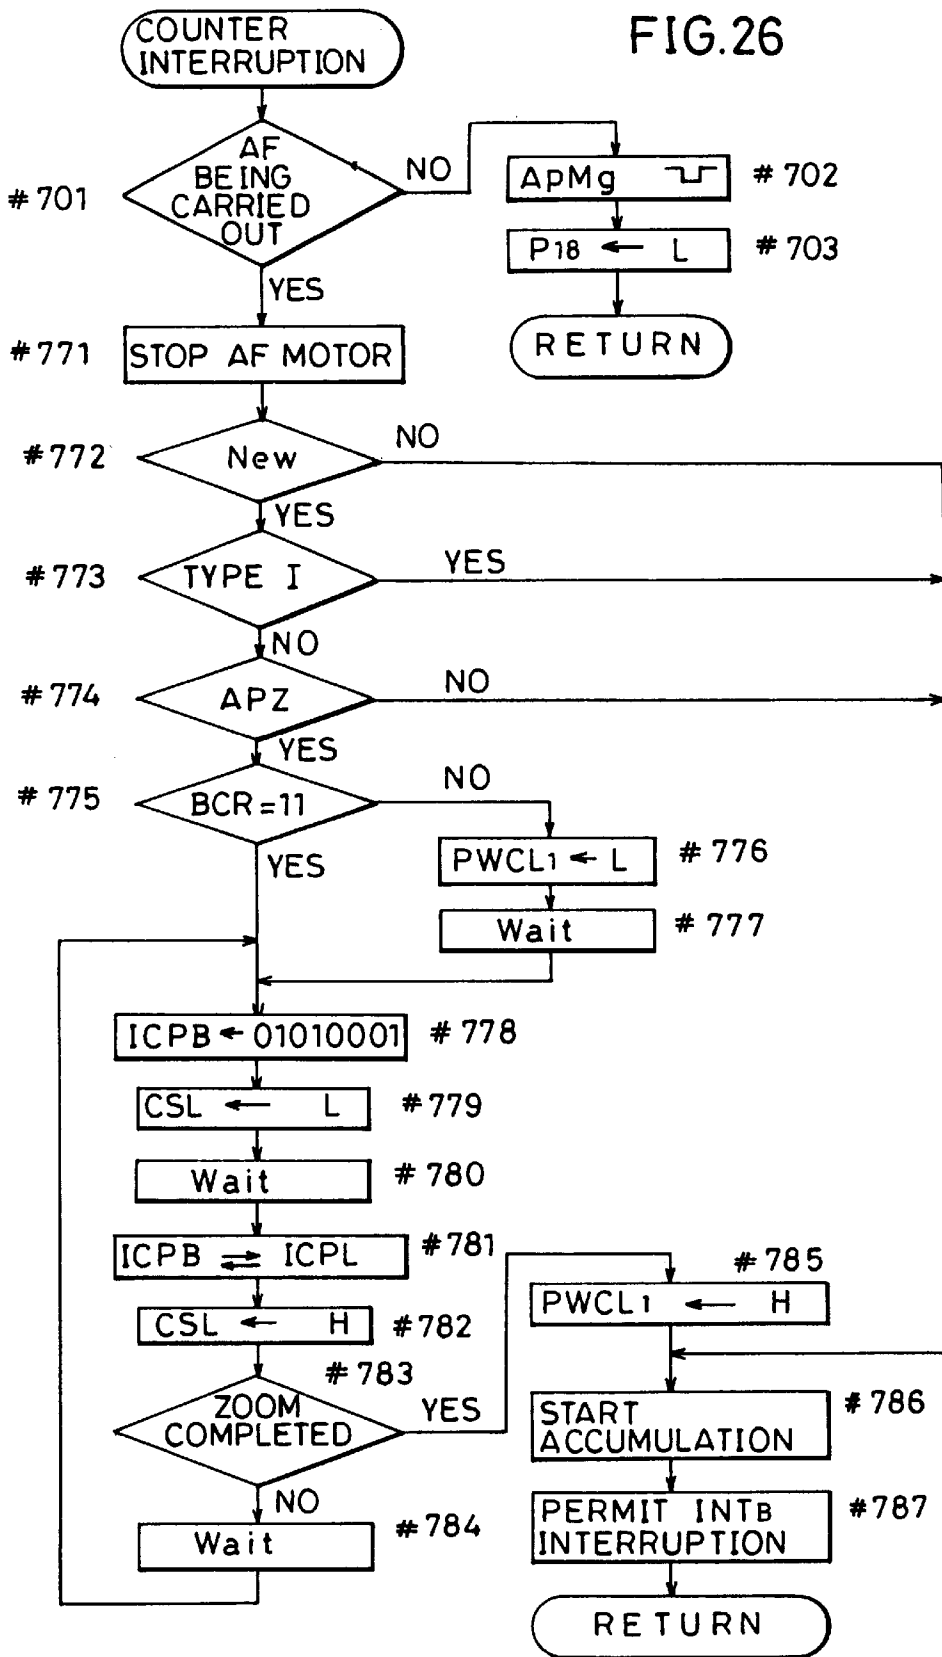 FIG.26
COUNTER
INTERRUPTION
AF
BEING
CARRIED
OUT
#701
NO
ApMg
#702
P18 ← L
#703
RETURN
YES
#771
STOP AF MOTOR
#772
New
NO
YES
#773
TYPE I
YES
NO
#774
APZ
NO
YES
#775
BCR=11
NO
YES
PWCL1 ← L
#776
Wait
#777
ICPB ← 01010001
#778
CSL ← L
#779
Wait
#780
ICPB ⇄ ICPL
#781
CSL ← H
#782
#783
ZOOM
COMPLETED
YES
NO
Wait
#784
#785
PWCL1 ← H
START
ACCUMULATION
#786
PERMIT INTB
INTERRUPTION
#787
RETURN